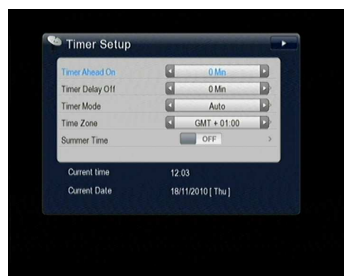 Timer Setup
Timer Ahead On 0 Min
Timer Delay Off 0 Min
Timer Mode Auto
Time Zone GMT + 01:00
Summer Time OFF
Current time 12.03
Current Date 18/11/2010 [ Thu ]